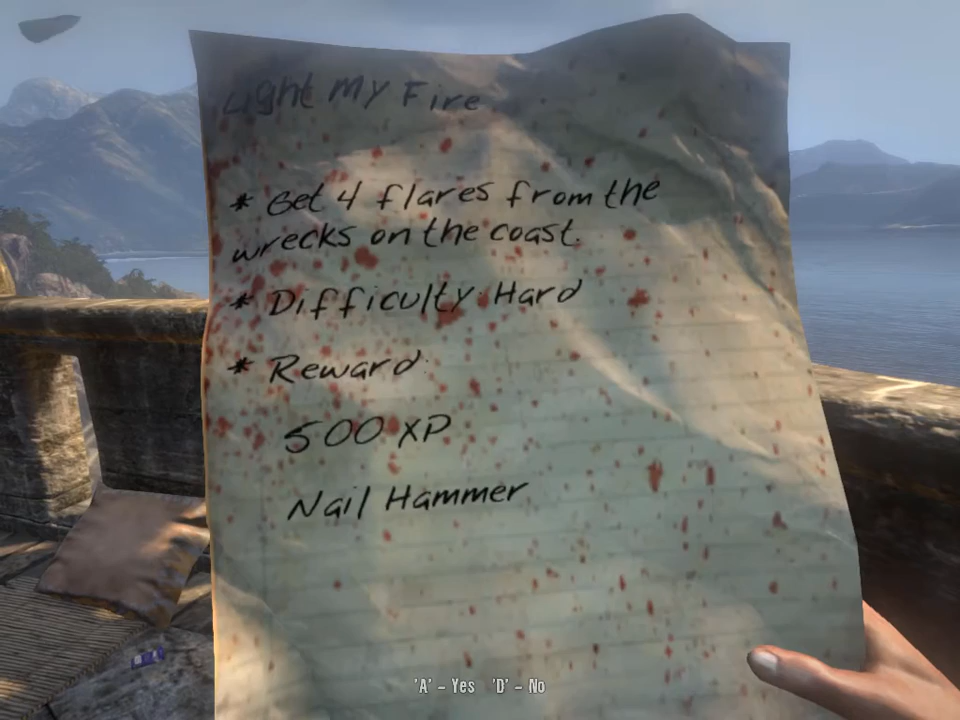 Light My Fire
* Get 4 flares from the
wrecks on the coast.
* Difficulty: Hard
* Reward:
500 XP
Nail Hammer
'A' - Yes 'D' - No